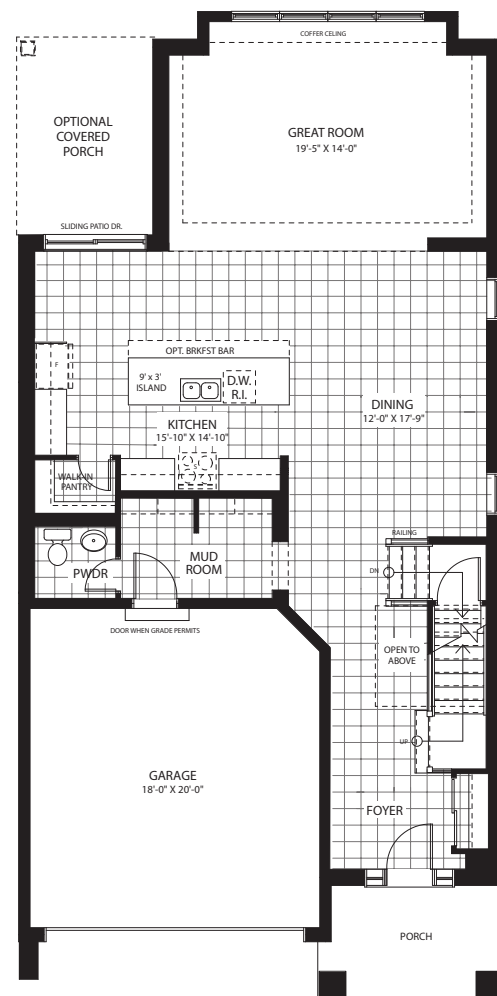 COFFER CELING
OPTIONAL
COVERED
PORCH
GREAT ROOM
19'-5" X 14'-0"
SLIDING PATIO DR.
OPT. BRKFST BAR
F
9' x 3'
ISLAND
D.W.
R.I.
DINING
12'-0" X 17'-9"
KITCHEN
15'-10" X 14'-10"
S
WALK-IN
PANTRY
RAILING
MUD
ROOM
PWDR
DN
DOOR WHEN GRADE PERMITS
OPEN TO
ABOVE
UP
GARAGE
18'-0" X 20'-0"
FOYER
PORCH